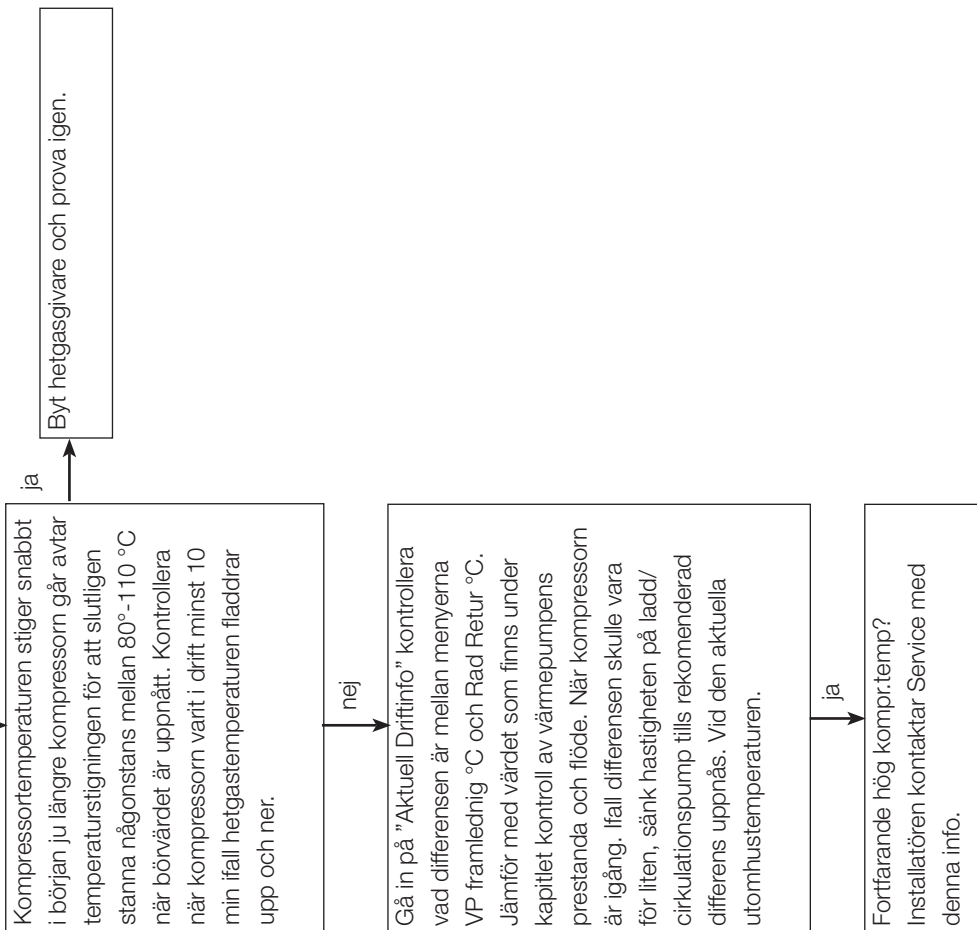 Kompressortemperaturen stiger snabbt
i början ju längre kompressorn går avtar
temperaturstigningen för att slutligen
stanna någonstans mellan 80°-110 °C
när börvärdet är uppnått. Kontrollera
när kompressorn varit i drift minst 10
min ifall hetgastemperaturen fladdrar
upp och ner.
ja
Byt hetgasgivare och prova igen.
nej
Gå in på ”Aktuell Driftinfo” kontrollera
vad differensen är mellan menyerna
VP framlednig °C och Rad Retur °C.
Jämför med värdet som finns under
kapitlet kontroll av värmepumpens
prestanda och flöde. När kompressorn
är igång. Ifall differensen skulle vara
för liten, sänk hastigheten på ladd/
cirkulationspump tills rekomenderad
differens uppnås. Vid den aktuella
utomhustemperaturen.
ja
Fortfarande hög kompr.temp?
Installatören kontaktar Service med
denna info.